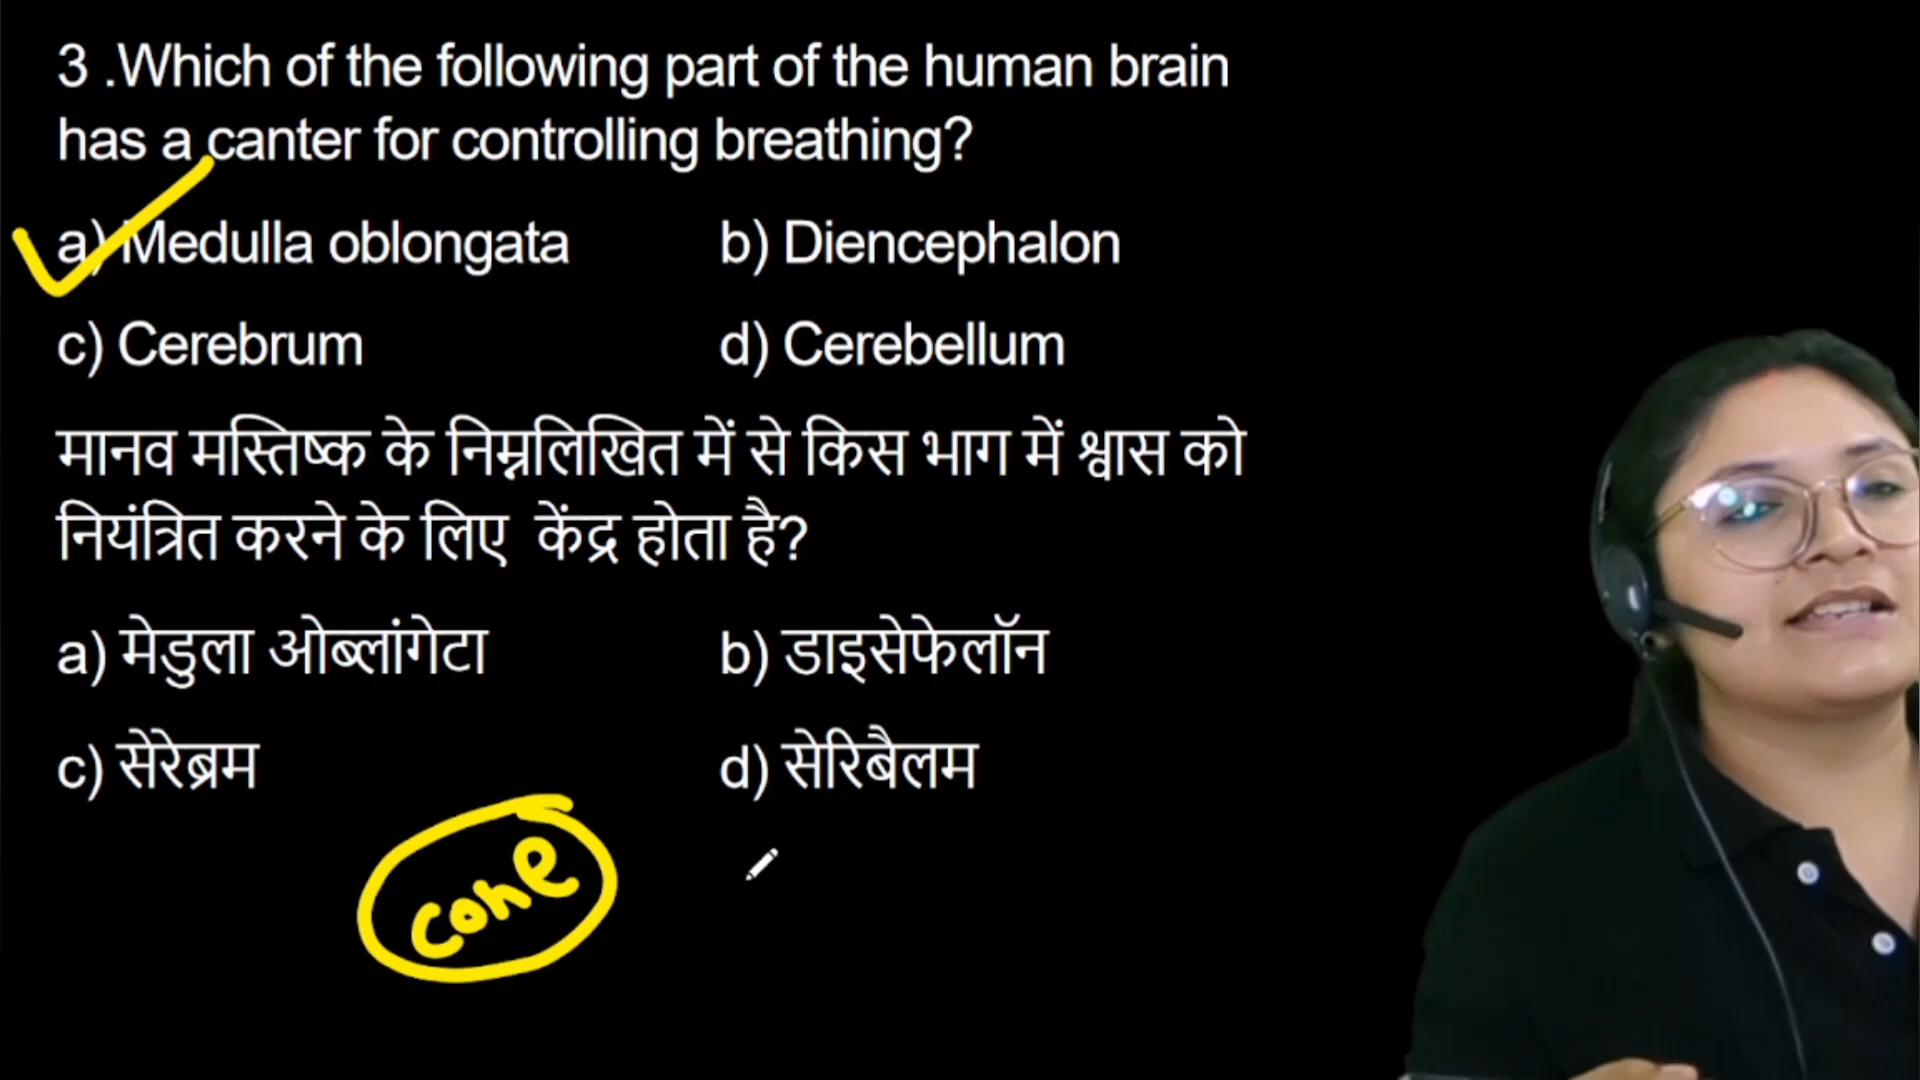 3 .Which of the following part of the human brain
has a canter for controlling breathing?
a) Medulla oblongata b) Diencephalon
c) Cerebrum d) Cerebellum
मानव मस्तिष्क के निम्नलिखित में से किस भाग में श्वास को
नियंत्रित करने के लिए केंद्र होता है?
a) मेडुला ओब्लांगेटा b) डाइसेफेलॉन
c) सेरेब्रम d) सेरिबैलम
cone